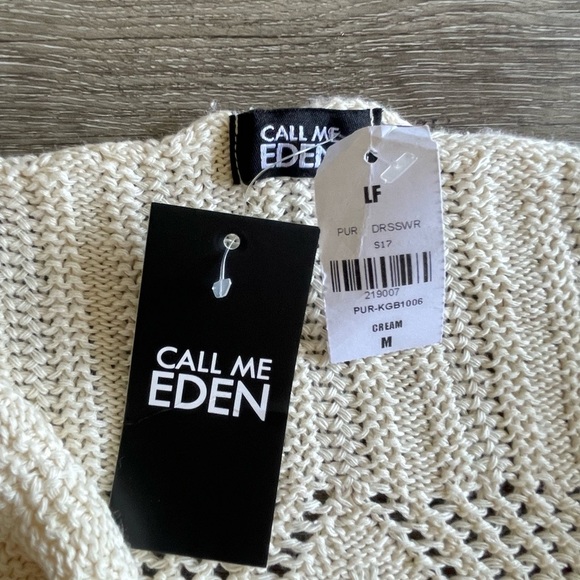 CALL ME
EDEN
LF
PUR DRSSWR
S17
219007
PUR-KGB1006
CREAM
M
CALL ME
EDEN